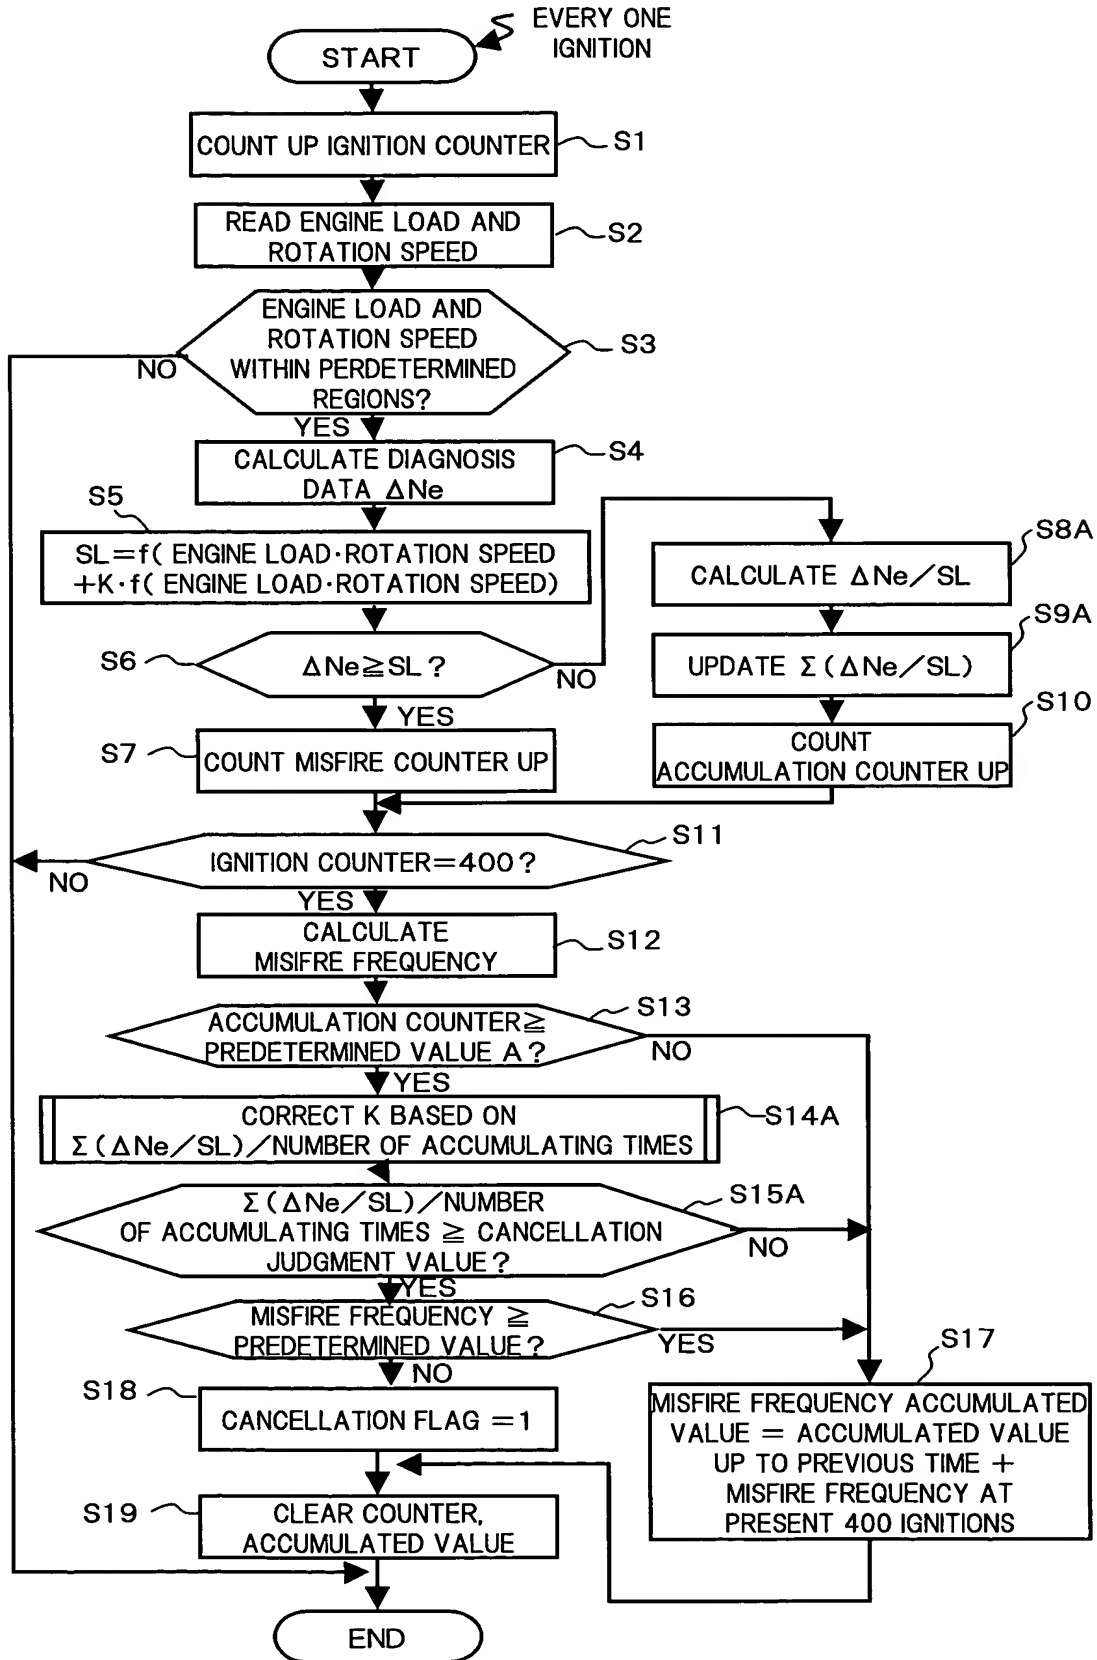 EVERY ONE
IGNITION
START
COUNT UP IGNITION COUNTER
S1
READ ENGINE LOAD AND
ROTATION SPEED
S2
ENGINE LOAD AND
ROTATION SPEED
WITHIN PERDETERMINED
REGIONS?
S3
NO
YES
CALCULATE DIAGNOSIS
DATA ΔNe
S4
S5
SL=f( ENGINE LOAD·ROTATION SPEED
+K·f( ENGINE LOAD·ROTATION SPEED)
S6
ΔNe≧SL?
NO
YES
S7
COUNT MISFIRE COUNTER UP
S8A
CALCULATE ΔNe/SL
S9A
UPDATE Σ(ΔNe/SL)
S10
COUNT
ACCUMULATION COUNTER UP
S11
IGNITION COUNTER=400?
NO
YES
CALCULATE
MISIFRE FREQUENCY
S12
S13
ACCUMULATION COUNTER≧
PREDETERMINED VALUE A?
NO
YES
CORRECT K BASED ON
Σ(ΔNe/SL)/NUMBER OF ACCUMULATING TIMES
S14A
S15A
Σ(ΔNe/SL)/NUMBER
OF ACCUMULATING TIMES ≧ CANCELLATION
JUDGMENT VALUE?
NO
YES
S16
MISFIRE FREQUENCY ≧
PREDETERMINED VALUE?
YES
NO
S17
MISFIRE FREQUENCY ACCUMULATED
VALUE = ACCUMULATED VALUE
UP TO PREVIOUS TIME +
MISFIRE FREQUENCY AT
PRESENT 400 IGNITIONS
S18
CANCELLATION FLAG=1
S19
CLEAR COUNTER,
ACCUMULATED VALUE
END